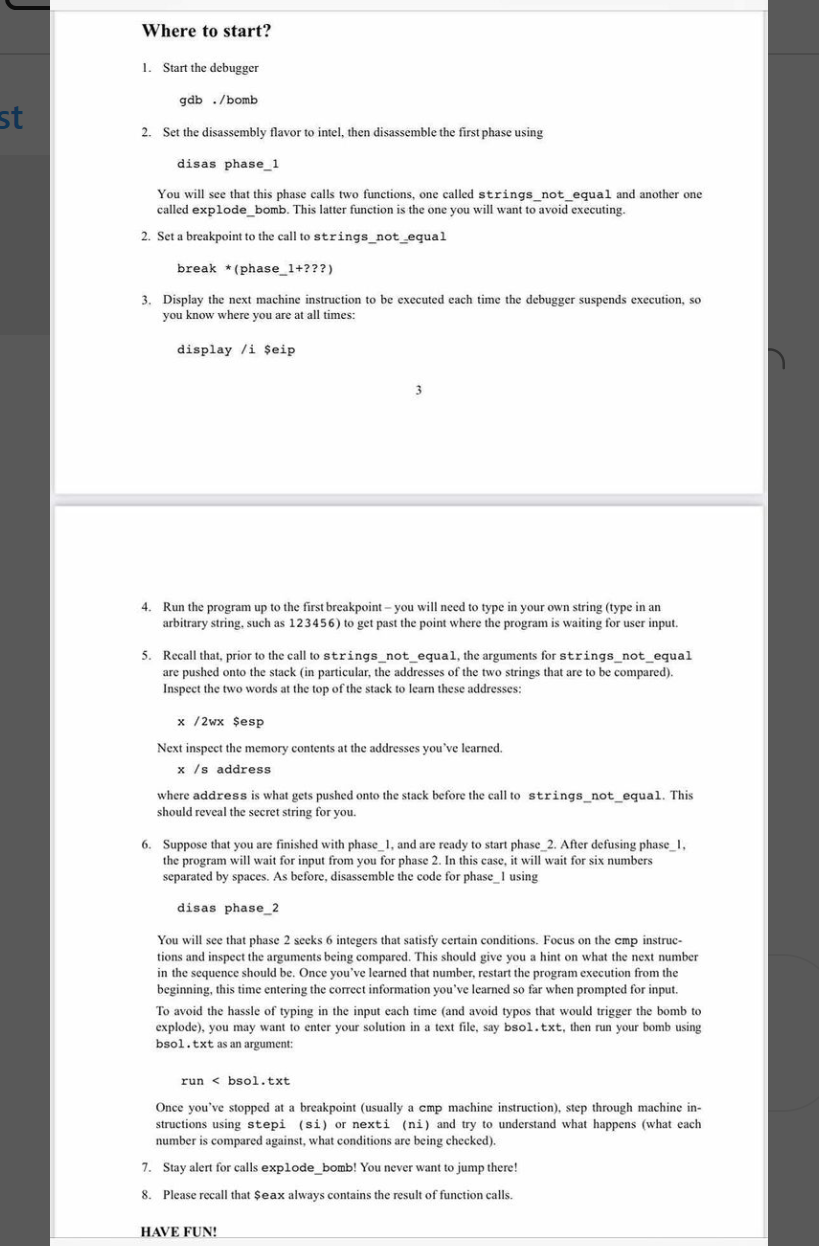 st
Where to start?
1. Start the debugger
gdb ./bomb
2. Set the disassembly flavor to intel, then disassemble the first phase using
disas phase_1
You will see that this phase calls two functions, one called strings_not_equal and another one
called explode_bomb. This latter function is the one you will want to avoid executing.
2. Set a breakpoint to the call to strings_not_equal
break *(phase_1+???)
3. Display the next machine instruction to be executed each time the debugger suspends execution, so
you know where you are at all times:
display /i $eip
3
4. Run the program up to the first breakpoint – you will need to type in your own string (type in an
arbitrary string, such as 123456) to get past the point where the program is waiting for user input.
5. Recall that, prior to the call to strings_not_equal, the arguments for strings_not_equal
are pushed onto the stack (in particular, the addresses of the two strings that are to be compared).
Inspect the two words at the top of the stack to learn these addresses:
x /2wx $esp
Next inspect the memory contents at the addresses you've learned.
x /s address
where address is what gets pushed onto the stack before the call to strings_not_equal. This
should reveal the secret string for you.
6. Suppose that you are finished with phase_1, and are ready to start phase_2. After defusing phase_1,
the program will wait for input from you for phase 2. In this case, it will wait for six numbers
separated by spaces. As before, disassemble the code for phase_1 using
disas phase_2
You will see that phase 2 seeks 6 integers that satisfy certain conditions. Focus on the cmp instruc-
tions and inspect the arguments being compared. This should give you a hint on what the next number
in the sequence should be. Once you've learned that number, restart the program execution from the
beginning, this time entering the correct information you've learned so far when prompted for input.
To avoid the hassle of typing in the input each time (and avoid typos that would trigger the bomb to
explode), you may want to enter your solution in a text file, say bsol.txt, then run your bomb using
bsol.txt as an argument:
run < bsol.txt
Once you've stopped at a breakpoint (usually a cmp machine instruction), step through machine in-
structions using stepi (si) or nexti (ni) and try to understand what happens (what each
number is compared against, what conditions are being checked).
7. Stay alert for calls explode_bomb! You never want to jump there!
8. Please recall that $eax always contains the result of function calls.
HAVE FUN!